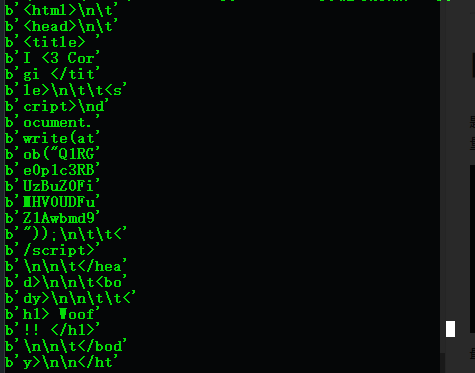 b'<html>\n\t'
b'<head>\n\t'
b'<title> '
b'I <3 Cor'
b'gi </tit'
b'le>\n\t\t<s'
b'cript>\nd'
b'ocument.'
b'write(at'
b'ob("Q1RG'
b'e0p1c3RB'
b'UzBuZ0Fi'
b'MHV0UDFu'
b'Z1Awbmd9'
b'"));\n\t\t<'
b'/script>'
b'\n\n\t</hea'
b'd>\n\n\t<bo'
b'dy>\n\n\t\t<'
b'h1> Woof'
b'!! </h1>'
b'\n\n\t</bod'
b'y>\n\n</ht'